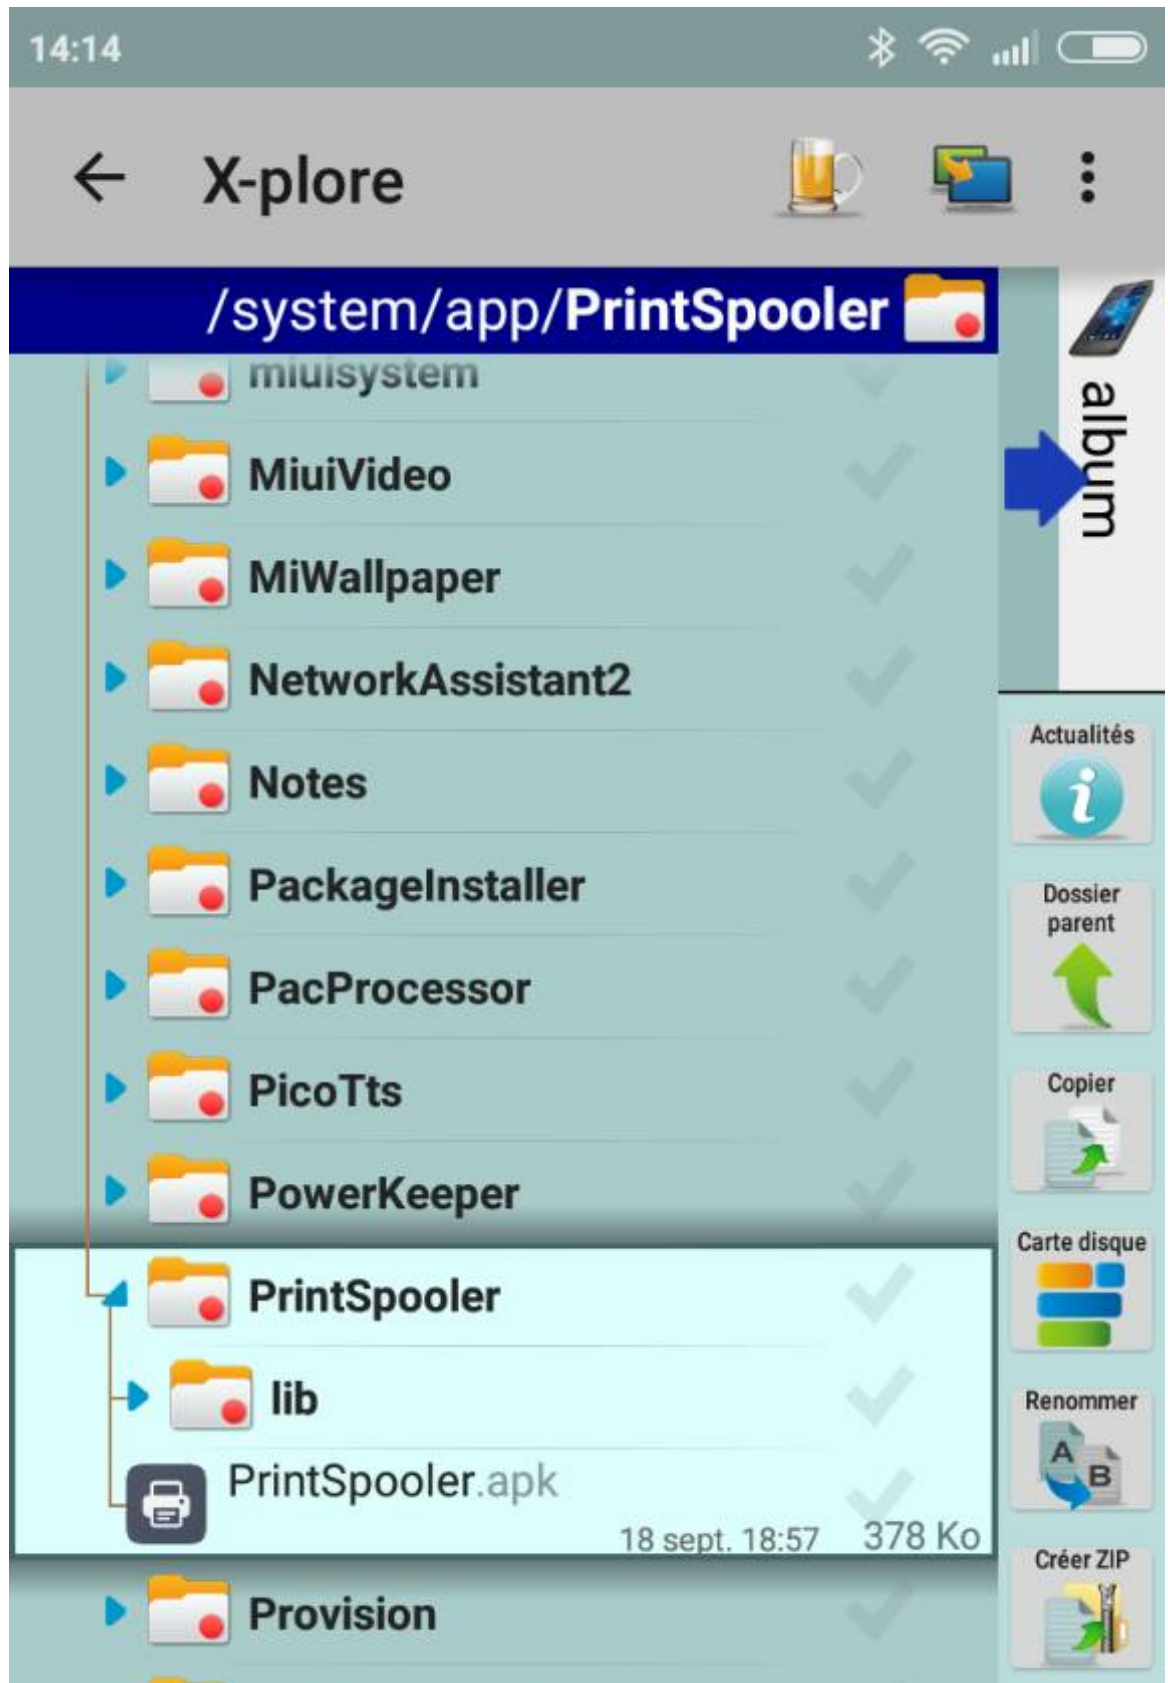 14:14
X-plore
/system/app/PrintSpooler
miuisystem
album
MiuiVideo
MiWallpaper
NetworkAssistant2
Notes
Actualités
PackageInstaller
Dossier
parent
PacProcessor
PicoTts
Copier
PowerKeeper
Carte disque
PrintSpooler
lib
Renommer
A
B
PrintSpooler.apk
18 sept. 18:57 378 Ko
Créer ZIP
Provision